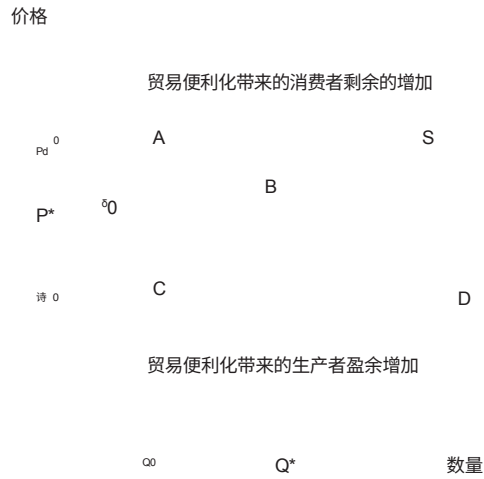 价格
贸易便利化带来的消费者剩余的增加
Pd 0
A
S
B
P*
δ0
C
诗 0
D
贸易便利化带来的生产者盈余增加
Q0
Q*
数量